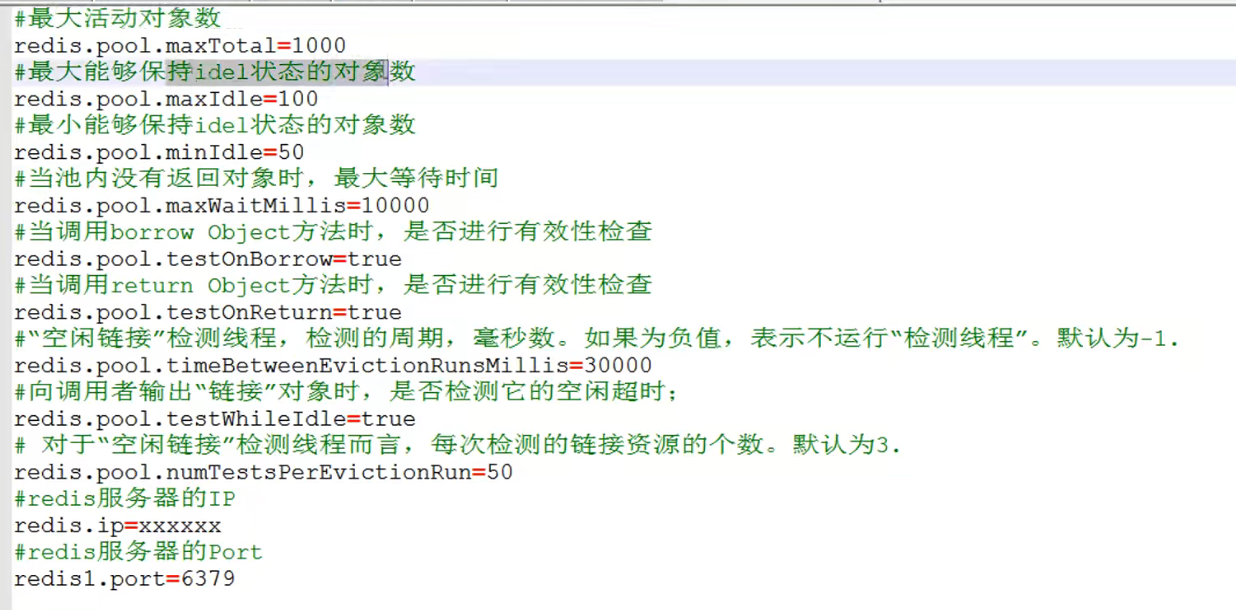 #最大活动对象数
redis.pool.maxTotal=1000
#最大能够保持idel状态的对象数
redis.pool.maxIdle=100
#最小能够保持idel状态的对象数
redis.pool.minIdle=50
#当池内没有返回对象时，最大等待时间
redis.pool.maxWaitMillis=10000
#当调用borrow Object方法时，是否进行有效性检查
redis.pool.testOnBorrow=true
#当调用return Object方法时，是否进行有效性检查
redis.pool.testOnReturn=true
#“空闲链接”检测线程，检测的周期，毫秒数。如果为负值，表示不运行“检测线程”。默认为-1.
redis.pool.timeBetweenEvictionRunsMillis=30000
#向调用者输出“链接”对象时，是否检测它的空闲超时；
redis.pool.testWhileIdle=true
# 对于“空闲链接”检测线程而言，每次检测的链接资源的个数。默认为3.
redis.pool.numTestsPerEvictionRun=50
#redis服务器的IP
redis.ip=xxxxxx
#redis服务器的Port
redis1.port=6379